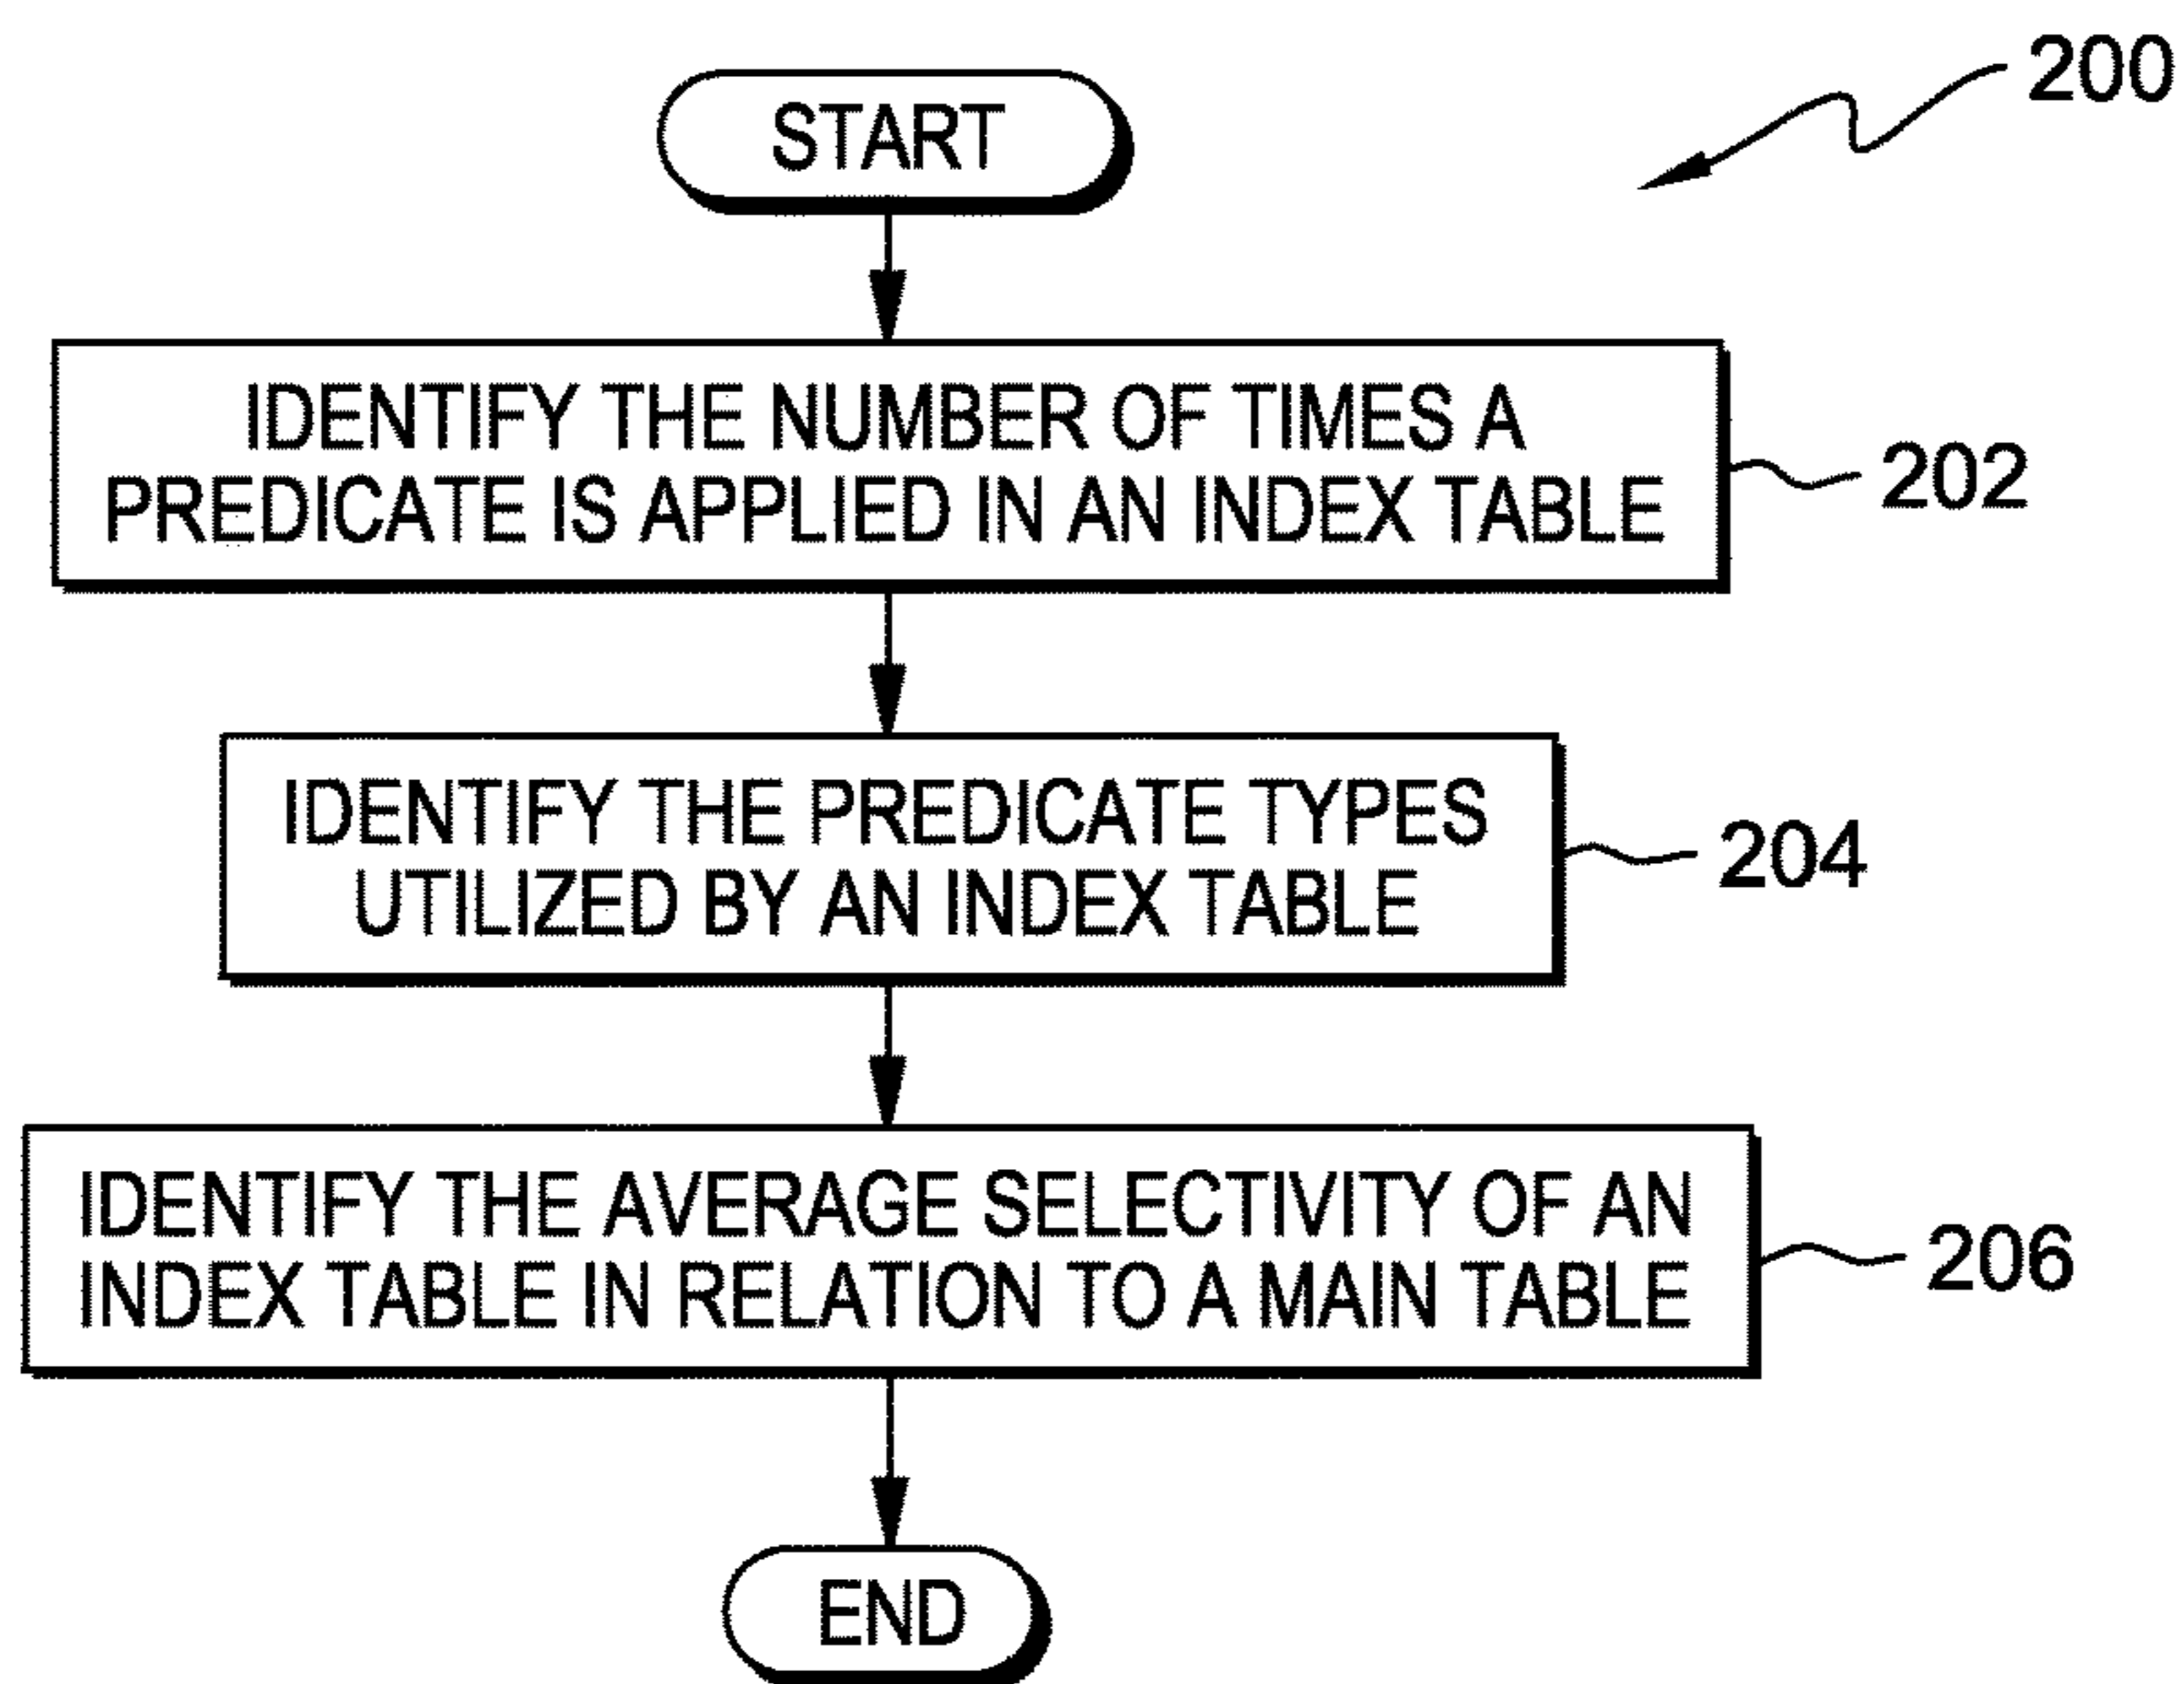 200
START
IDENTIFY THE NUMBER OF TIMES A
PREDICATE IS APPLIED IN AN INDEX TABLE
202
IDENTIFY THE PREDICATE TYPES
UTILIZED BY AN INDEX TABLE
204
IDENTIFY THE AVERAGE SELECTIVITY OF AN
INDEX TABLE IN RELATION TO A MAIN TABLE
206
END